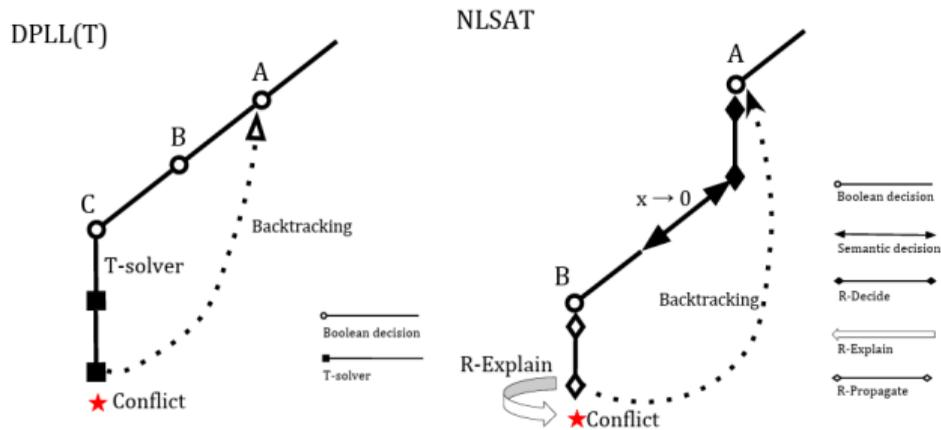 DPLL(T)
A
B
C
T-solver
Backtracking
Boolean decision
T-solver
Conflict
NLSAT
A
x → 0
B
Backtracking
R-Explain
Conflict
Boolean decision
Semantic decision
R-Decide
R-Explain
R-Propagate